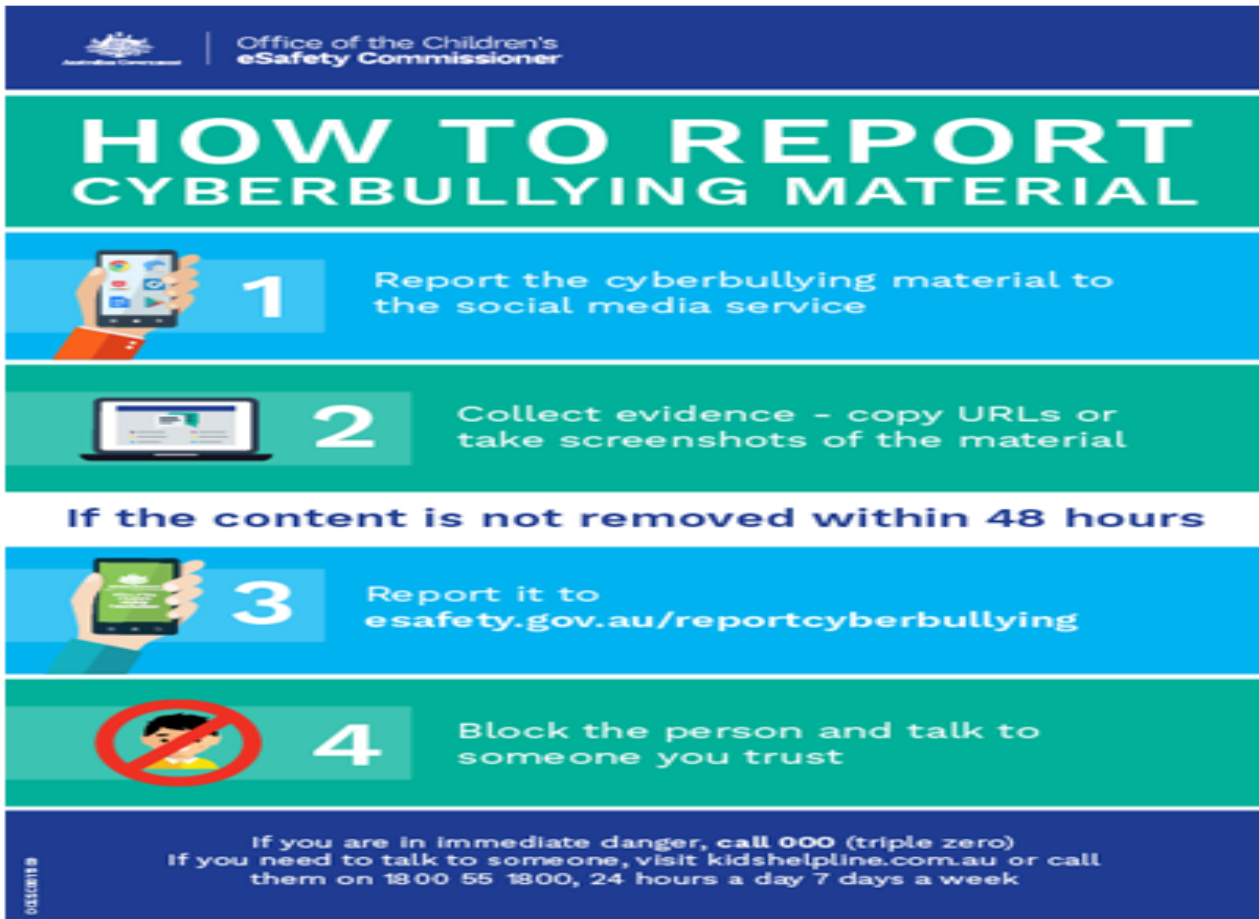 Office of the Children's
Australian Government
eSafety Commissioner
HOW TO REPORT
CYBERBULLYING MATERIAL
1
Report the cyberbullying material to
the social media service
2
Collect evidence - copy URLs or
take screenshots of the material
If the content is not removed within 48 hours
3
Report it to
esafety.gov.au/reportcyberbullying
4
Block the person and talk to
someone you trust
If you are in immediate danger, call 000 (triple zero)
If you need to talk to someone, visit kidshelpline.com.au or call
them on 1800 55 1800, 24 hours a day 7 days a week